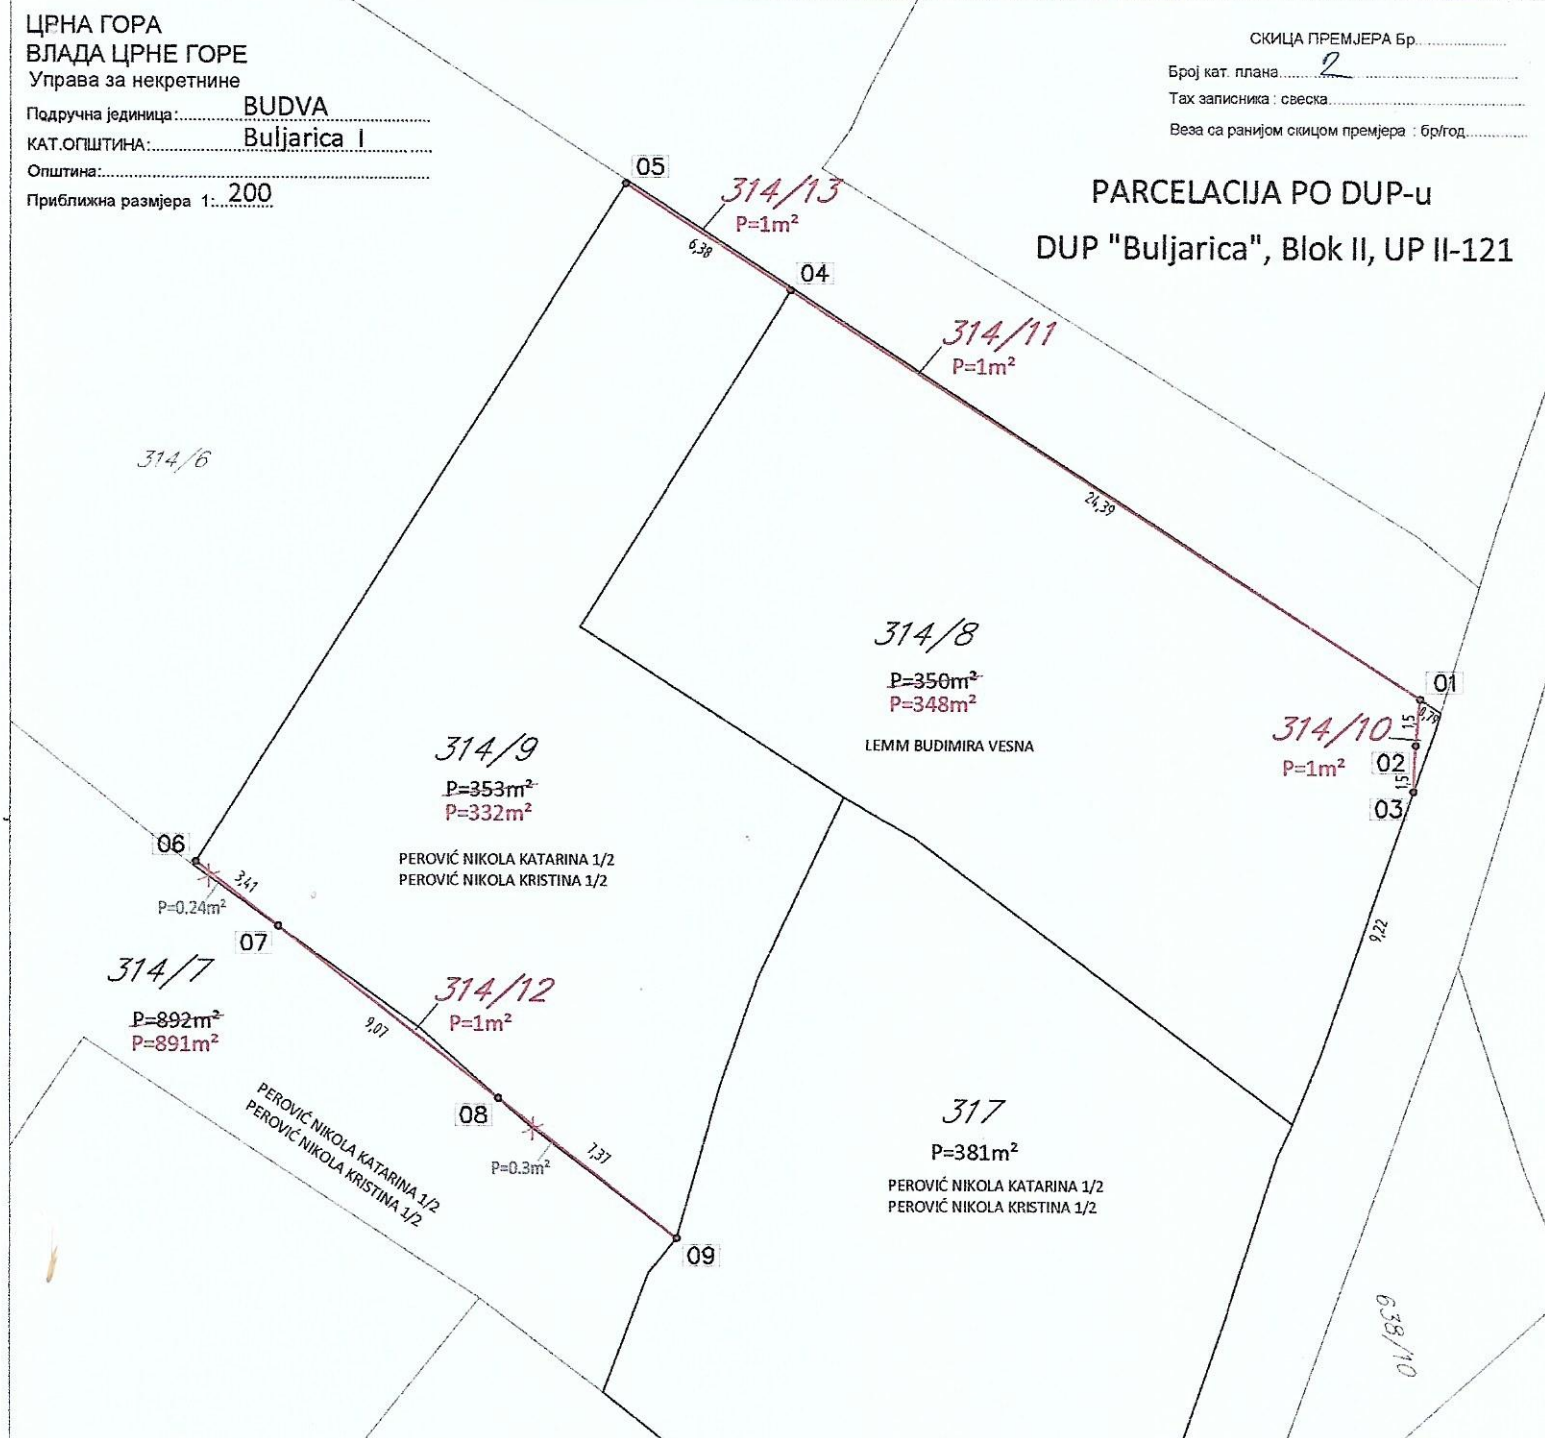 ЦРНА ГОРА
ВЛАДА ЦРНЕ ГОРЕ
Управа за некретнине
Подручна јединица:..........BUDVA..................
КАТ.ОПШТИНА:................Buljarica I............
Општина:..................................................
Приближна размјера 1:..200
СКИЦА ПРЕМЈЕРА Бр......................
Број кат. плана.......2................................
Тах записника : свеска..................................
Веза са ранијом скицом премјера : бр/год...............
PARCELACIJA PO DUP-u
DUP "Buljarica", Blok II, UP II-121
05
314/13
P=1m²
6,38
04
314/11
P=1m²
24,39
314/6
314/8
P=350m²
P=348m²
LEMM BUDIMIRA VESNA
01
0,79
1,5
314/10
P=1m²
02
1,5
03
9,22
314/9
P=353m²
P=332m²
PEROVIĆ NIKOLA KATARINA 1/2
PEROVIĆ NIKOLA KRISTINA 1/2
06
3,41
P=0.24m²
07
314/7
P=892m²
P=891m²
314/12
P=1m²
9,07
08
P=0.3m²
7,37
09
PEROVIĆ NIKOLA KATARINA 1/2
PEROVIĆ NIKOLA KRISTINA 1/2
317
P=381m²
PEROVIĆ NIKOLA KATARINA 1/2
PEROVIĆ NIKOLA KRISTINA 1/2
638/10